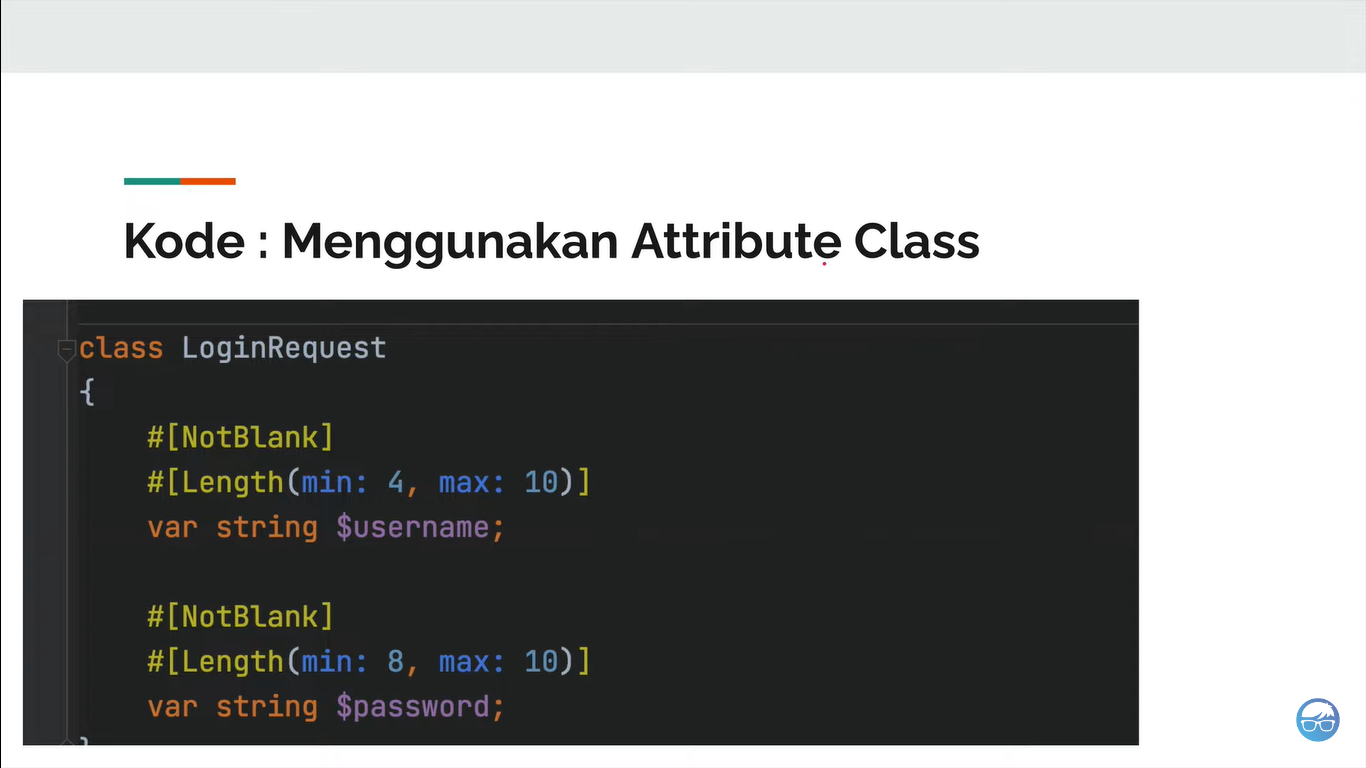 Kode : Menggunakan Attribute Class
class LoginRequest
{
#[NotBlank]
#[Length(min: 4, max: 10)]
var string $username;
#[NotBlank]
#[Length(min: 8, max: 10)]
var string $password;
}